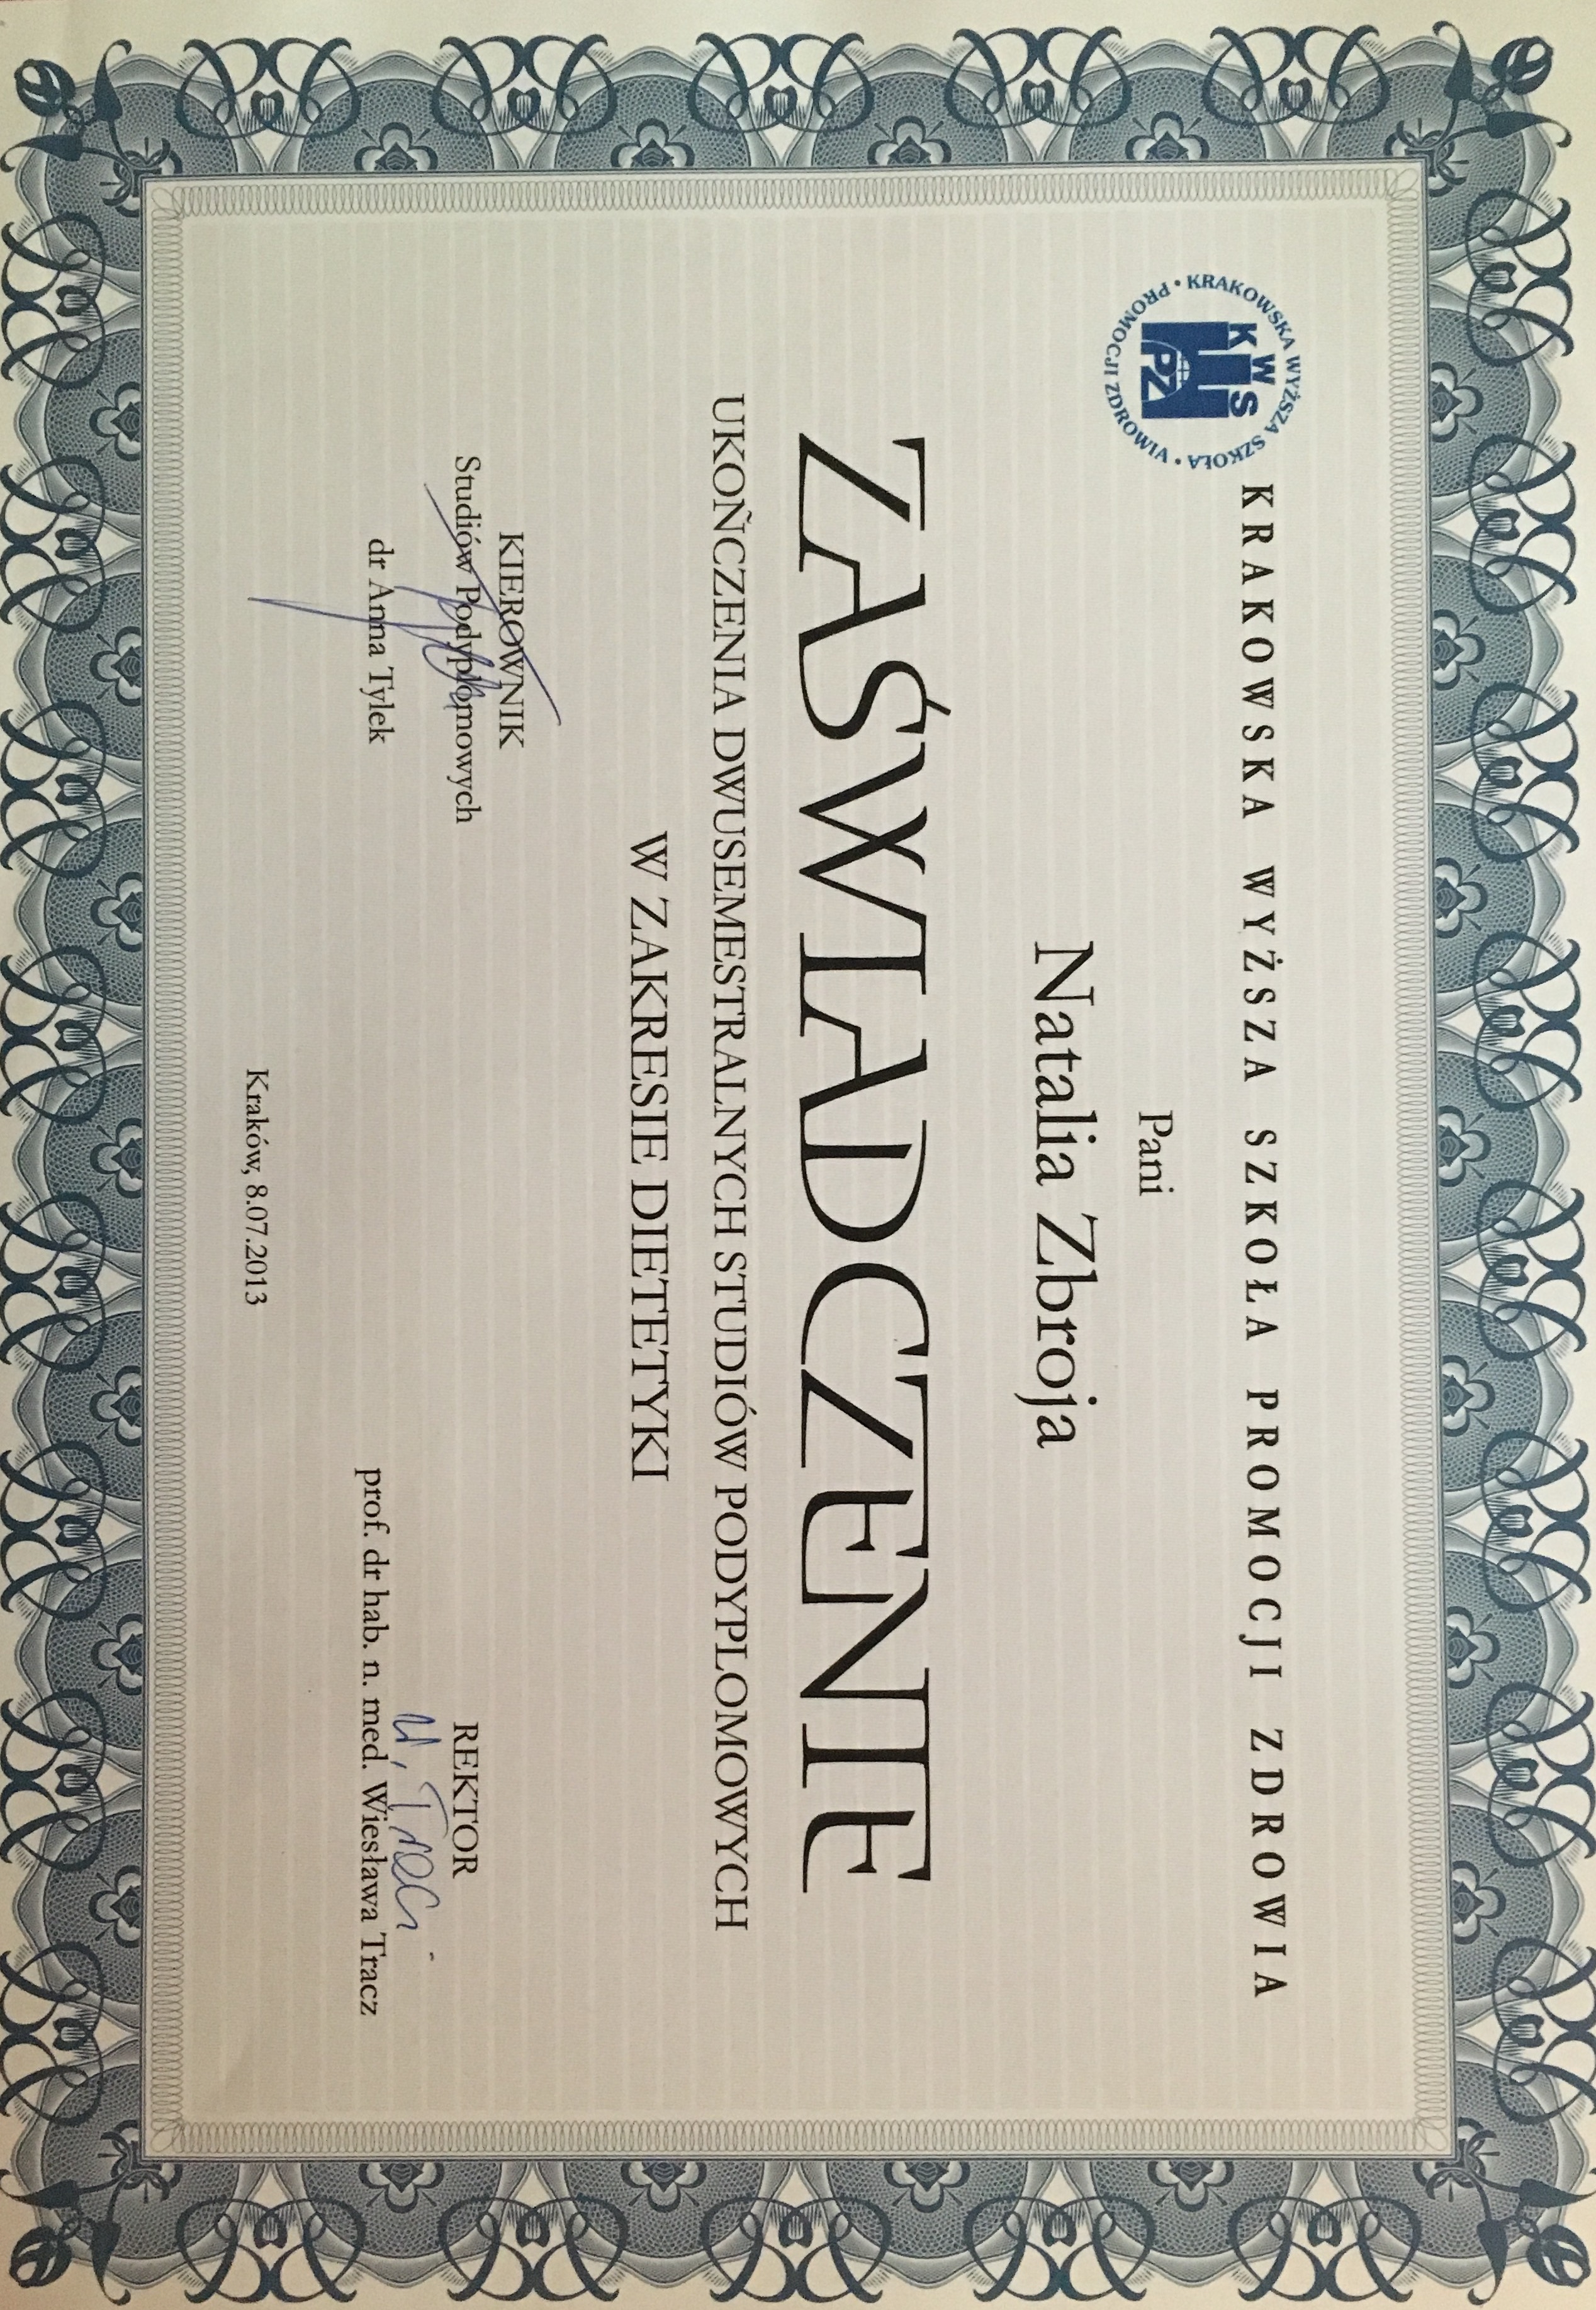 KRAKOWSKA WYŻSZA SZKOŁA • PROMOCJI ZDROWIA •
KWS
PZ
KRAKOWSKA WYŻSZA SZKOŁA PROMOCJI ZDROWIA
Pani
Natalia Zbroja
ZAŚWIADCZENIE
UKOŃCZENIA DWUSEMESTRALNYCH STUDIÓW PODYPLOMOWYCH
W ZAKRESIE DIETETYKI
KIEROWNIK
Studiów Podyplomowych
dr Anna Tylek
REKTOR
prof. dr hab. n. med. Wiesława Tracz
Kraków, 8.07.2013